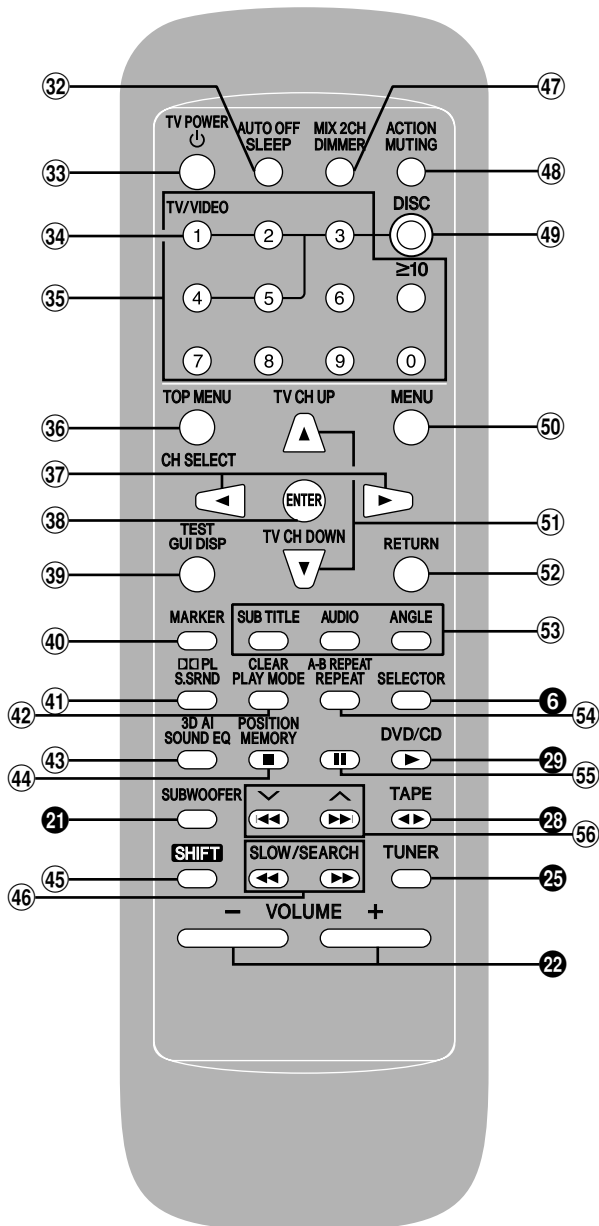 32 47
TV POWER AUTO OFF MIX 2CH ACTION
⏻ SLEEP DIMMER MUTING
33 48
TV/VIDEO DISC
34 1 2 3 49
≥10
35 4 5 6
7 8 9 0
TOP MENU TV CH UP MENU
36 ▲ 50
CH SELECT
37 ◄ ►
38 ENTER 51
TEST TV CH DOWN
GUI DISP ▼ RETURN
39 52
MARKER SUB TITLE AUDIO ANGLE
40 53
PL CLEAR A-B REPEAT
S.SRND PLAY MODE REPEAT SELECTOR
41 6
42 54
3D AI POSITION
SOUND EQ MEMORY DVD/CD
43 ■ ▶ 29
44 55
SUBWOOFER TAPE
21 28
56
SHIFT SLOW/SEARCH TUNER
45 ◄◄ ►► 25
46
− VOLUME +
22